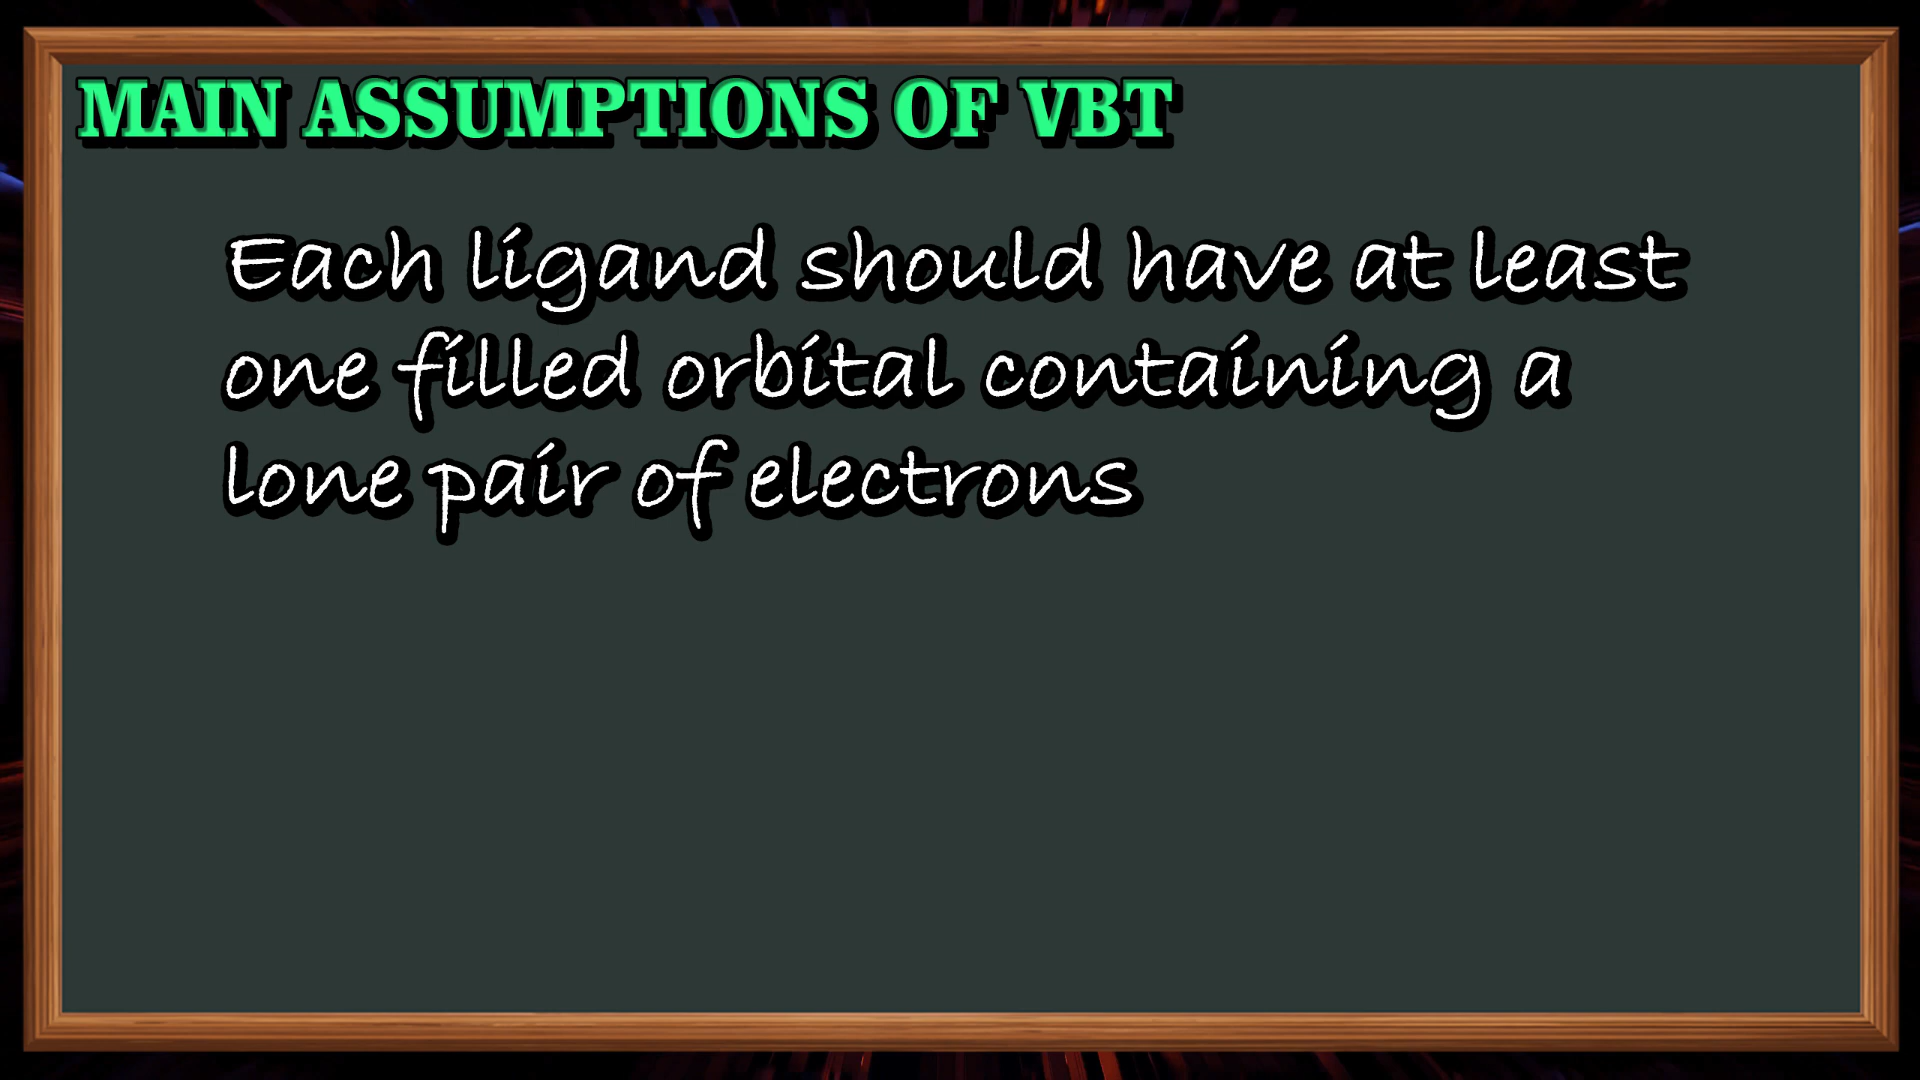 MAIN ASSUMPTIONS OF VBT
Each ligand should have at least
one filled orbital containing a
lone pair of electrons